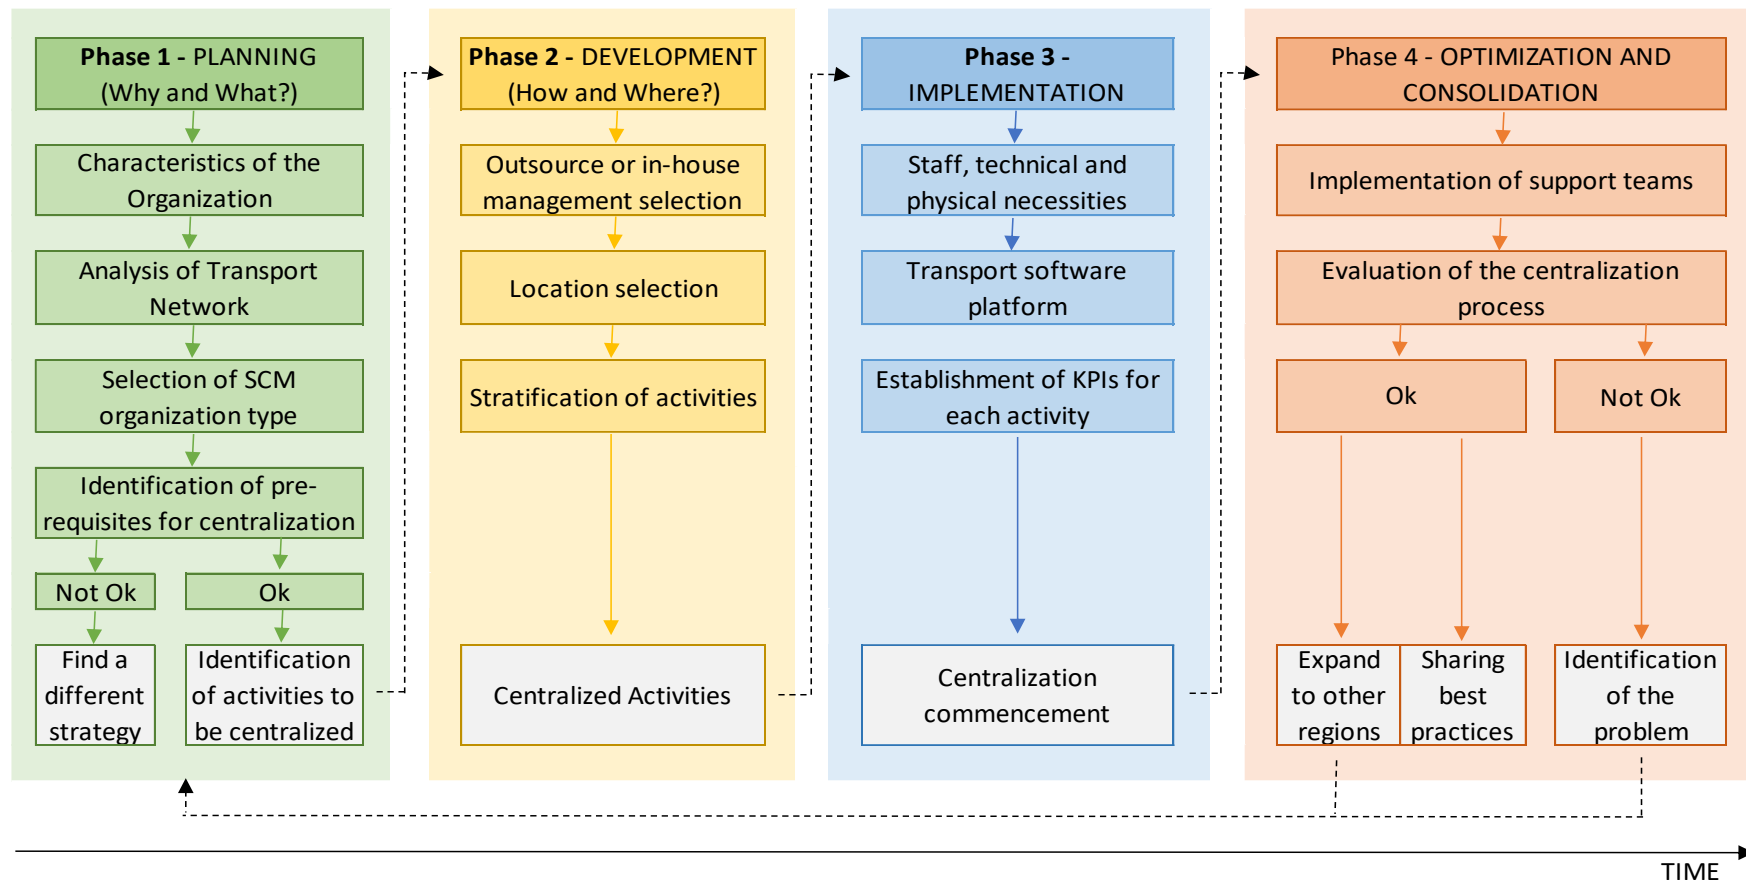 Phase 1 - PLANNING
(Why and What?)
Characteristics of the
Organization
Analysis of Transport
Network
Selection of SCM
organization type
Identification of pre-
requisites for centralization
Not Ok
Ok
Find a
different
strategy
Identification
of activities to
be centralized
Phase 2 - DEVELOPMENT
(How and Where?)
Outsource or in-house
management selection
Location selection
Stratification of activities
Centralized Activities
Phase 3 -
IMPLEMENTATION
Staff, technical and
physical necessities
Transport software
platform
Establishment of KPIs for
each activity
Centralization
commencement
Phase 4 - OPTIMIZATION AND
CONSOLIDATION
Implementation of support teams
Evaluation of the centralization
process
Ok
Not Ok
Expand
to other
regions
Sharing
best
practices
Identification
of the
problem
TIME